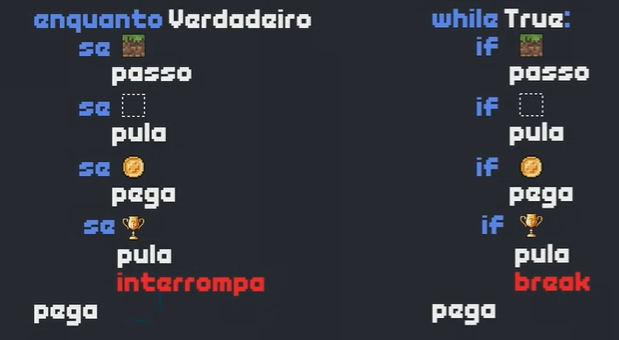 enquanto Verdadeiro
se
passo
se
pula
se
pega
se
pula
interrompa
pega
while True:
if
passo
if
pula
if
pega
if
pula
break
pega